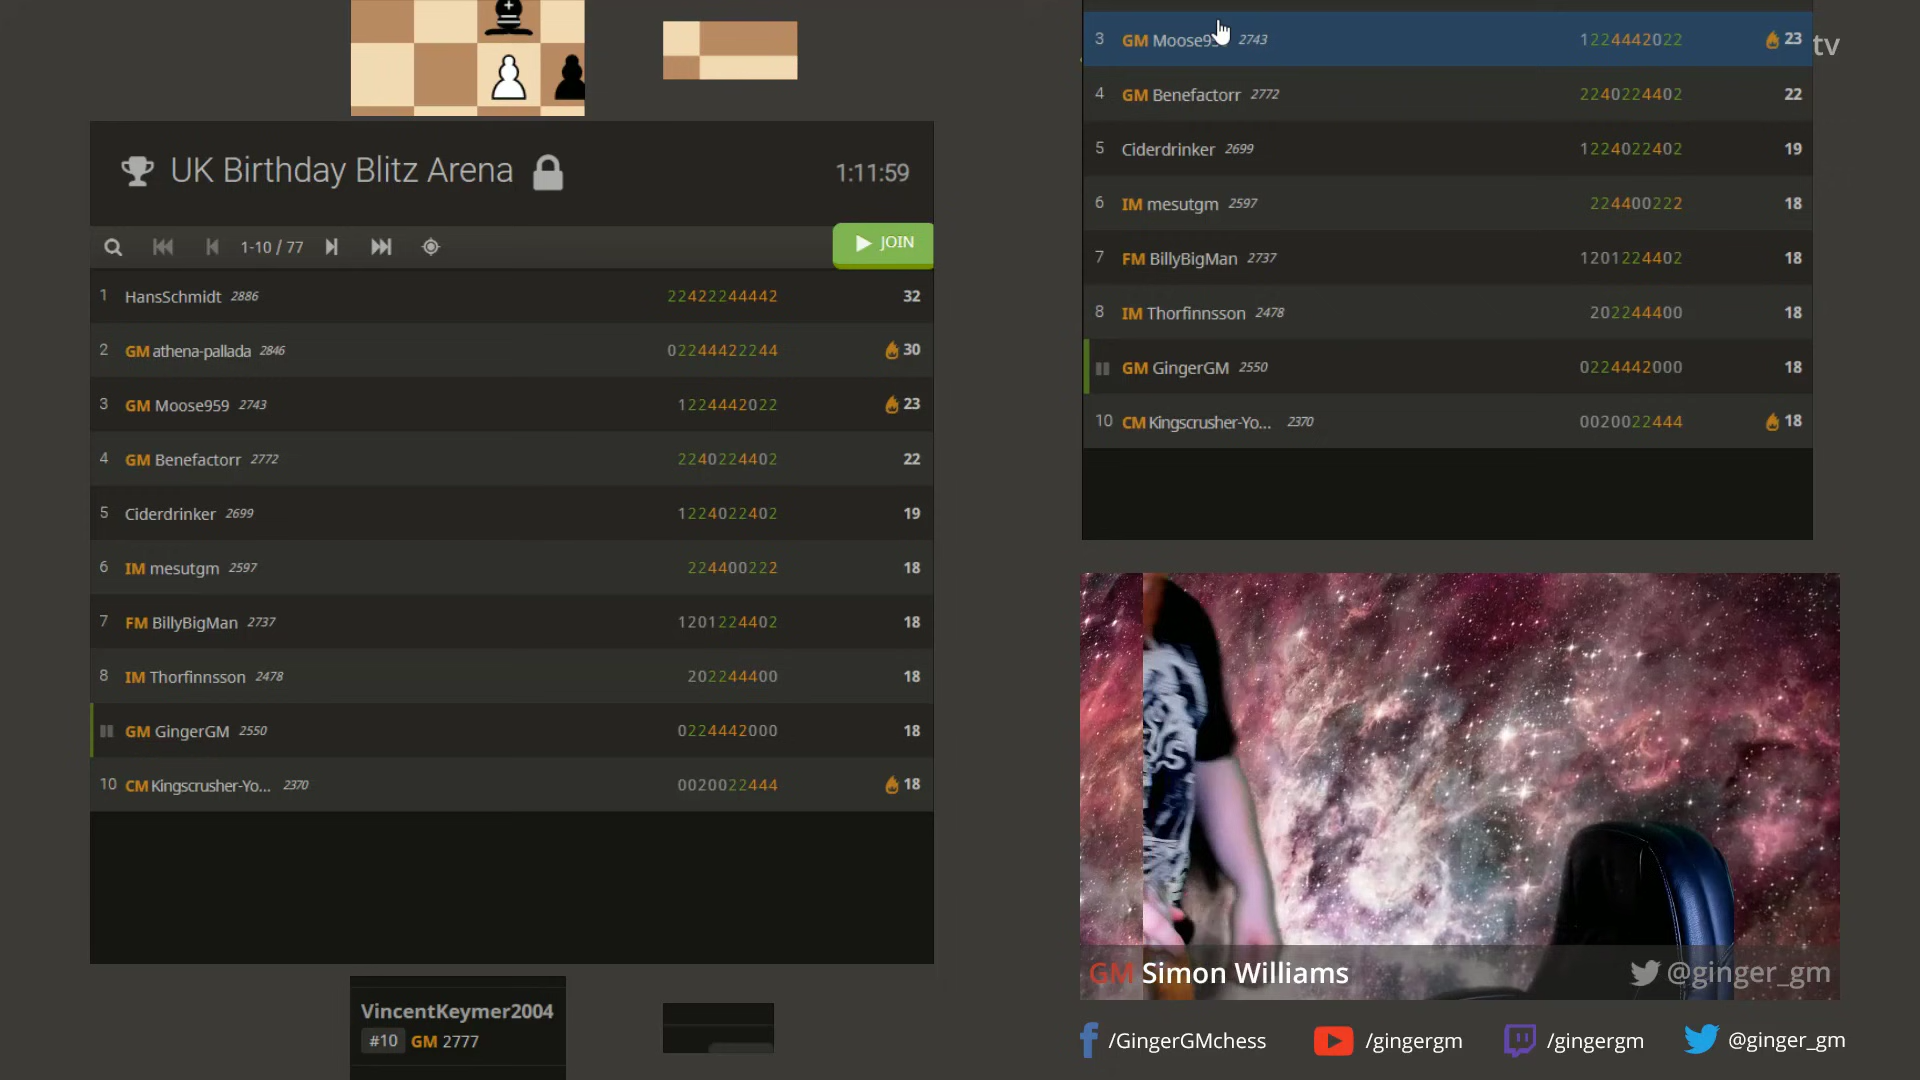 UK Birthday Blitz Arena
1:11:59
1-10 / 77
JOIN
1 HansSchmidt 2886 22422244442 32
2 GM athena-pallada 2846 02244422244 30
3 GM Moose959 2743 1224442022 23
4 GM Benefactorr 2772 2240224402 22
5 Ciderdrinker 2699 1224022402 19
6 IM mesutgm 2597 224400222 18
7 FM BillyBigMan 2737 1201224402 18
8 IM Thorfinnsson 2478 202244400 18
GM GingerGM 2550 0224442000 18
10 CM Kingscrusher-Yo... 2370 0020022444 18
VincentKeymer2004
#10 GM 2777
3 GM 2743 1224442022 23
tv
4 GM Benefactorr 2772 2240224402 22
5 Ciderdrinker 2699 1224022402 19
6 IM mesutgm 2597 224400222 18
7 FM BillyBigMan 2737 1201224402 18
8 IM Thorfinnsson 2478 202244400 18
GM GingerGM 2550 0224442000 18
10 CM Kingscrusher-Yo... 2370 0020022444 18
GM Simon Williams
@ginger_gm
/GingerGMchess
/gingergm
/gingergm
@ginger_gm